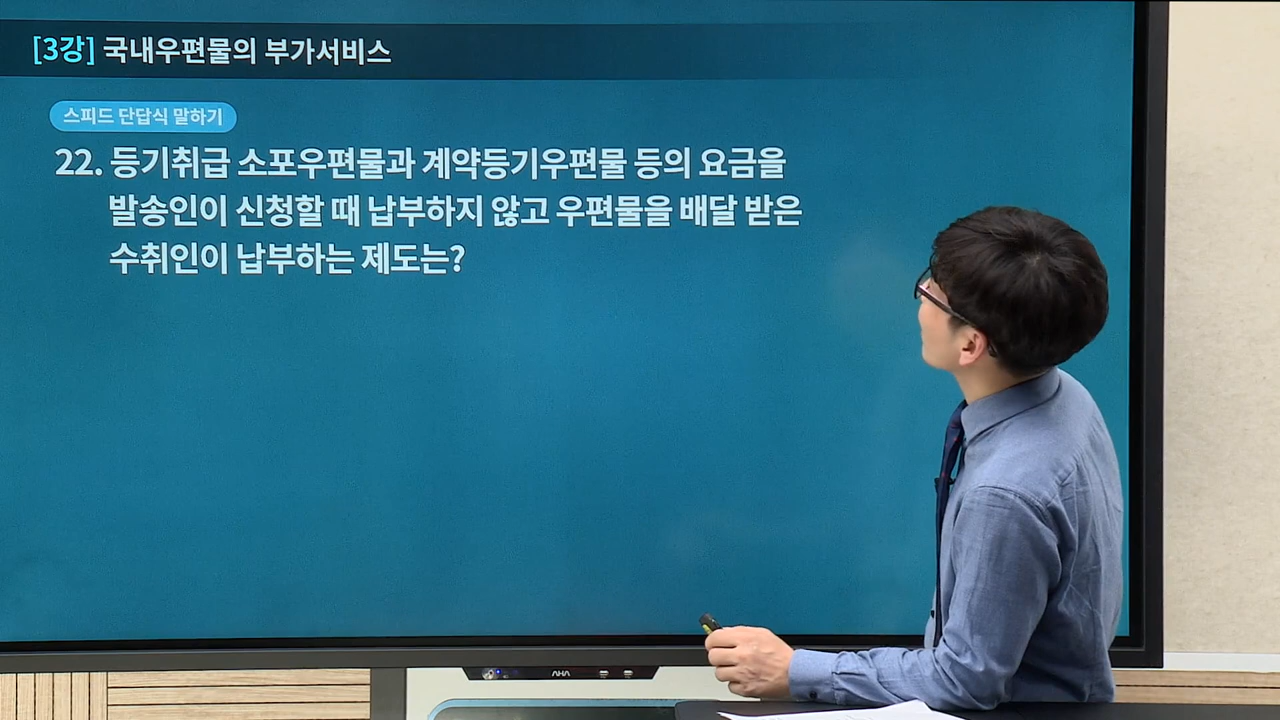 [3강] 국내우편물의 부가서비스
스피드 단답식 말하기
22. 등기취급 소포우편물과 계약등기우편물 등의 요금을
발송인이 신청할 때 납부하지 않고 우편물을 배달 받은
수취인이 납부하는 제도는?
AHA